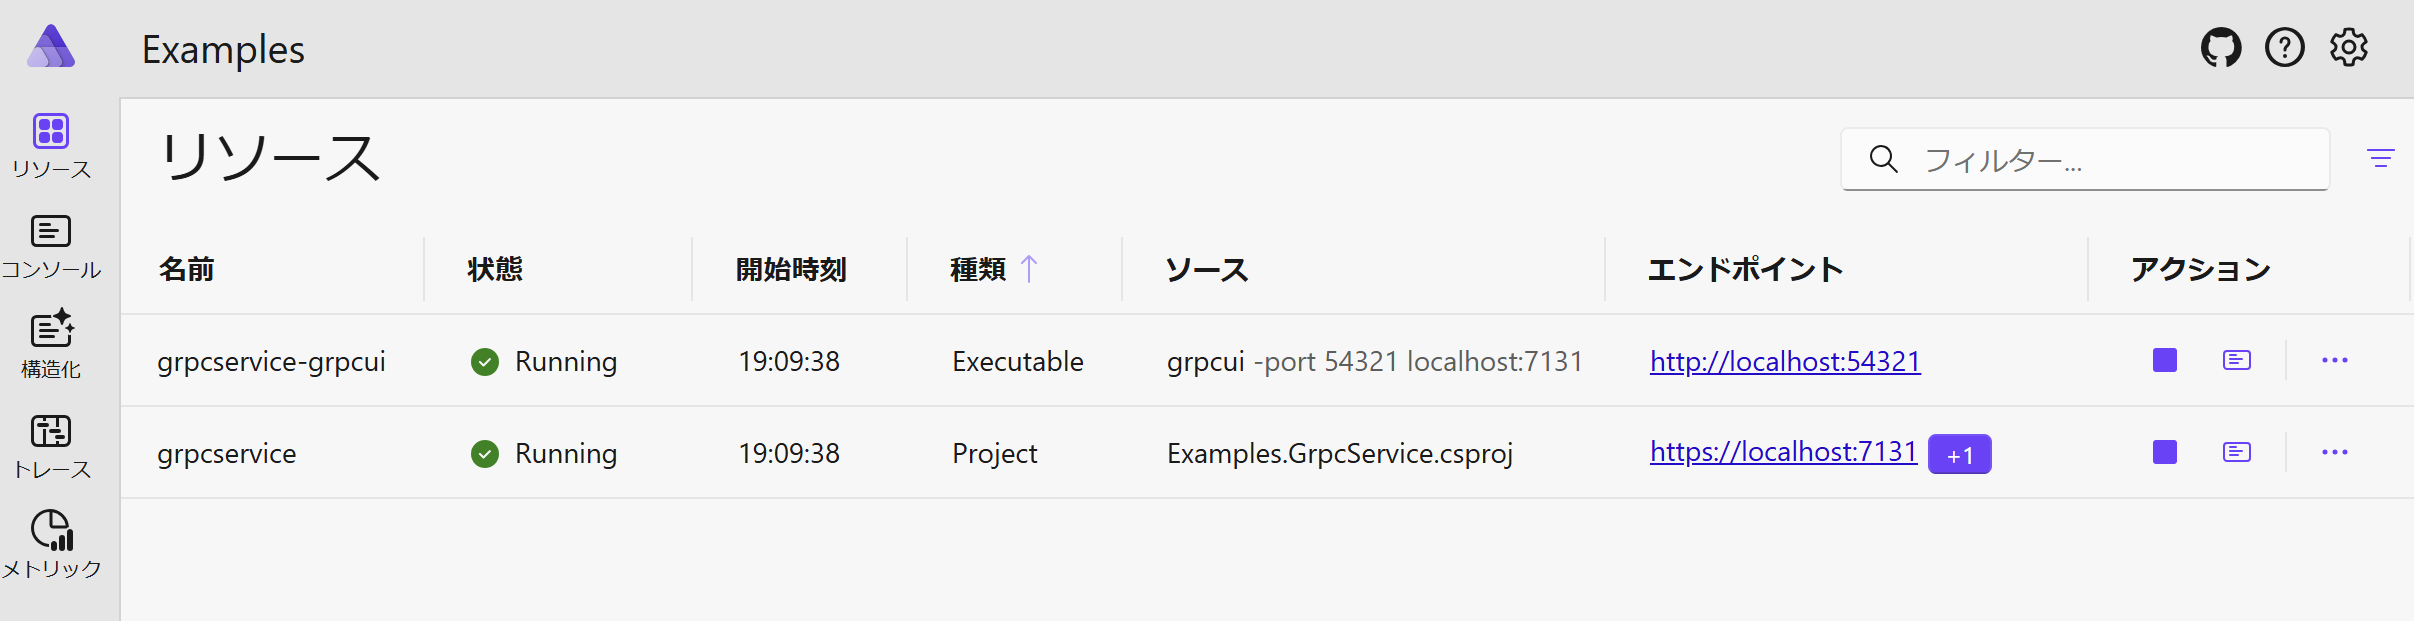 Examples
リソース
コンソール
構造化
トレース
メトリック
リソース
フィルター...
名前 状態 開始時刻 種類 ↑ ソース エンドポイント アクション
grpcservice-grpcui Running 19:09:38 Executable grpcui -port 54321 localhost:7131 http://localhost:54321
grpcservice Running 19:09:38 Project Examples.GrpcService.csproj https://localhost:7131 +1